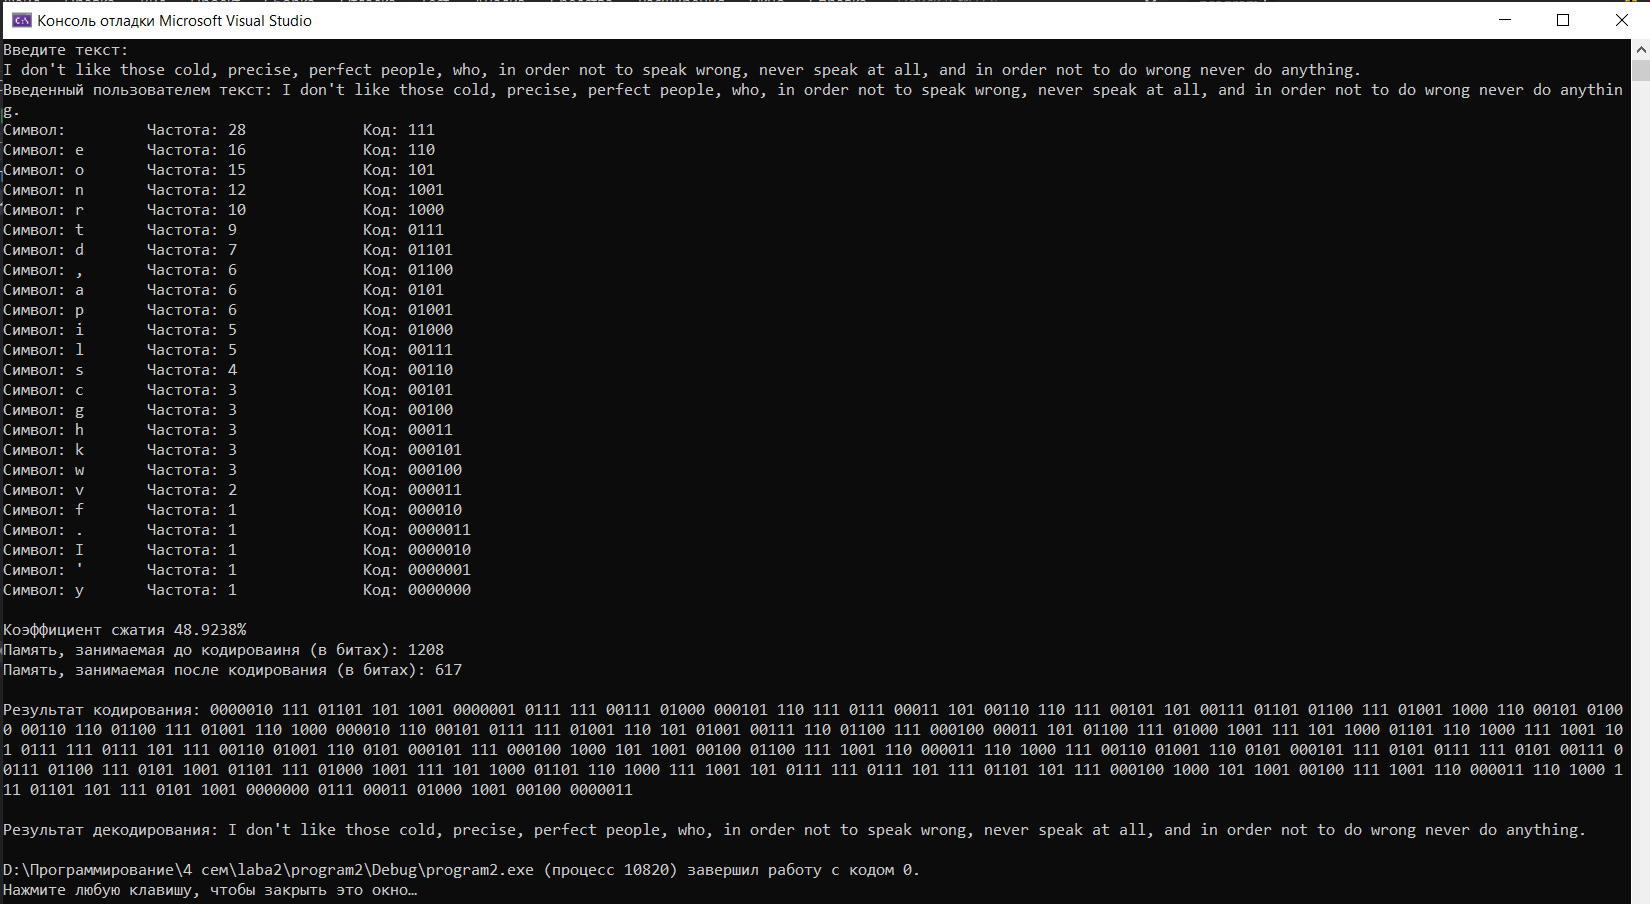 Консоль отладки Microsoft Visual Studio
Введите текст:
I don't like those cold, precise, perfect people, who, in order not to speak wrong, never speak at all, and in order not to do wrong never do anything.
Введенный пользователем текст: I don't like those cold, precise, perfect people, who, in order not to speak wrong, never speak at all, and in order not to do wrong never do anythin
g.
Символ:   Частота: 28   Код: 111
Символ: e   Частота: 16   Код: 110
Символ: o   Частота: 15   Код: 101
Символ: n   Частота: 12   Код: 1001
Символ: r   Частота: 10   Код: 1000
Символ: t   Частота: 9   Код: 0111
Символ: d   Частота: 7   Код: 01101
Символ: ,   Частота: 6   Код: 01100
Символ: a   Частота: 6   Код: 0101
Символ: p   Частота: 6   Код: 01001
Символ: i   Частота: 5   Код: 01000
Символ: l   Частота: 5   Код: 00111
Символ: s   Частота: 4   Код: 00110
Символ: c   Частота: 3   Код: 00101
Символ: g   Частота: 3   Код: 00100
Символ: h   Частота: 3   Код: 00011
Символ: k   Частота: 3   Код: 000101
Символ: w   Частота: 3   Код: 000100
Символ: v   Частота: 2   Код: 000011
Символ: f   Частота: 1   Код: 000010
Символ: .   Частота: 1   Код: 0000011
Символ: I   Частота: 1   Код: 0000010
Символ: '   Частота: 1   Код: 0000001
Символ: y   Частота: 1   Код: 0000000
Коэффициент сжатия 48.9238%
Память, занимаемая до кодироваиня (в битах): 1208
Память, занимаемая после кодирования (в битах): 617
Результат кодирования: 0000010 111 01101 101 1001 0000001 0111 111 00111 01000 000101 110 111 0111 00011 101 00110 110 111 00101 101 00111 01101 01100 111 01001 1000 110 00101 0100
0 00110 110 01100 111 01001 110 1000 000010 110 00101 0111 111 01001 110 101 01001 00111 110 01100 111 000100 00011 101 01100 111 01000 1001 111 101 1000 01101 110 1000 111 1001 10
1 0111 111 0111 101 111 00110 01001 110 0101 000101 111 000100 1000 101 1001 00100 01100 111 1001 110 000011 110 1000 111 00110 01001 110 0101 000101 111 0101 0111 111 0101 00111 0
0111 01100 111 0101 1001 01101 111 01000 1001 111 101 1000 01101 110 1000 111 1001 101 0111 111 0111 101 111 01101 101 111 000100 1000 101 1001 00100 111 1001 110 000011 110 1000 1
11 01101 101 111 0101 1001 0000000 0111 00011 01000 1001 00100 0000011
Результат декодирования: I don't like those cold, precise, perfect people, who, in order not to speak wrong, never speak at all, and in order not to do wrong never do anything.
D:\Программирование\4 сем\laba2\program2\Debug\program2.exe (процесс 10820) завершил работу с кодом 0.
Нажмите любую клавишу, чтобы закрыть это окно…